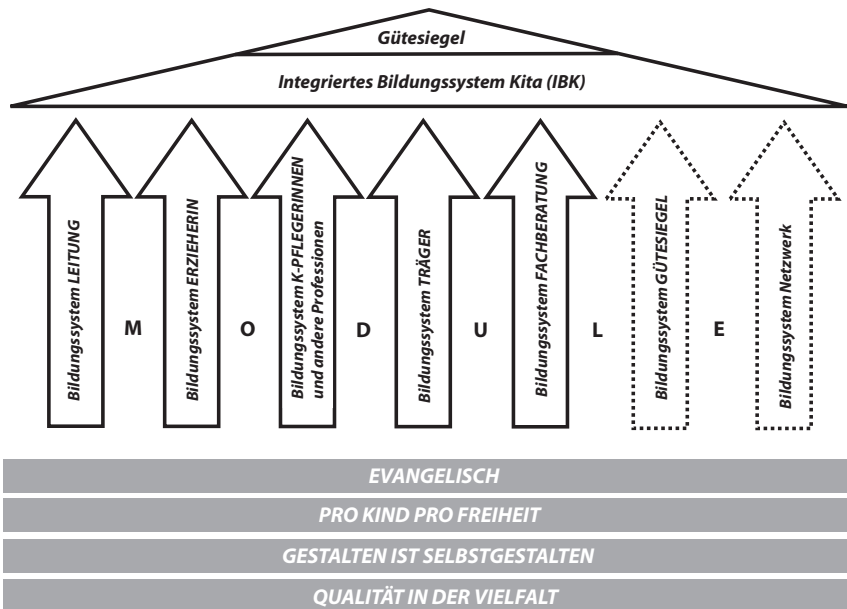 Gütesiegel
Integriertes Bildungssystem Kita (IBK)
Bildungssystem LEITUNG
M
Bildungssystem ERZIEHERIN
O
Bildungssystem K-PFLEGERINNEN
und andere Professionen
D
Bildungssystem TRÄGER
U
Bildungssystem FACHBERATUNG
L
Bildungssystem GÜTESIEGEL
E
Bildungssystem Netzwerk
EVANGELISCH
PRO KIND PRO FREIHEIT
GESTALTEN IST SELBSTGESTALTEN
QUALITÄT IN DER VIELFALT